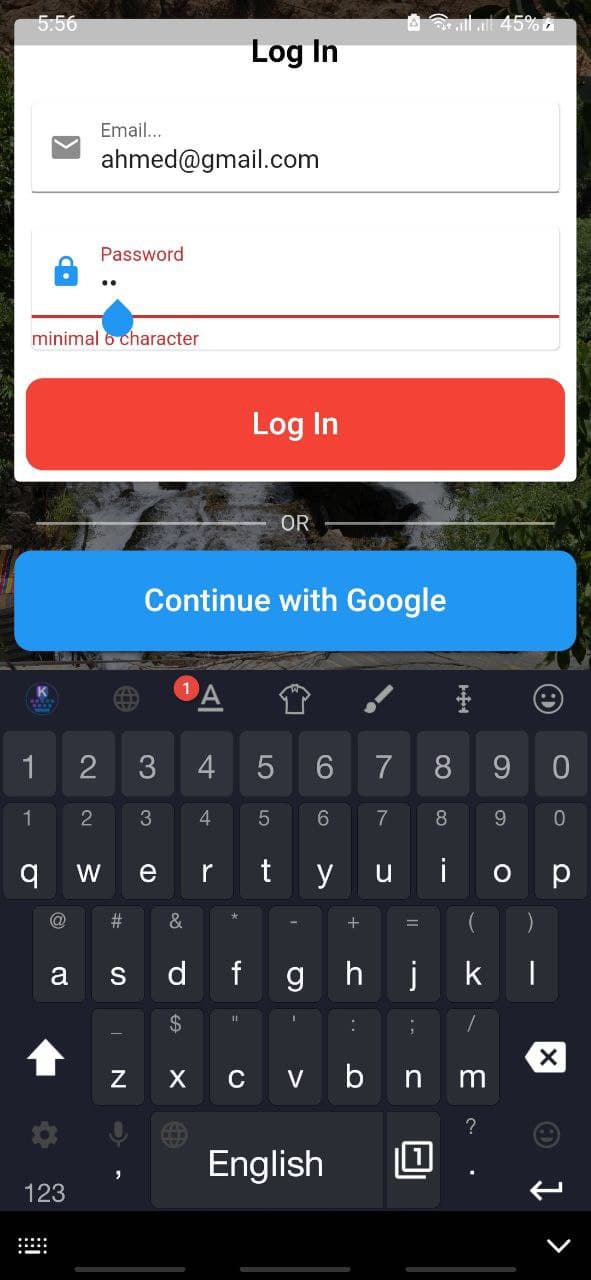 5.56 45%
Log In
Email...
ahmed@gmail.com
Password
••
minimal 6 character
Log In
OR
Continue with Google
K 1 A
1 2 3 4 5 6 7 8 9 0
1 2 3 4 5 6 7 8 9 0
q w e r t y u i o p
@ # & * - + = ( )
a s d f g h j k l
_ $ " ' : ; /
z x c v b n m
?
, English 1 .
123